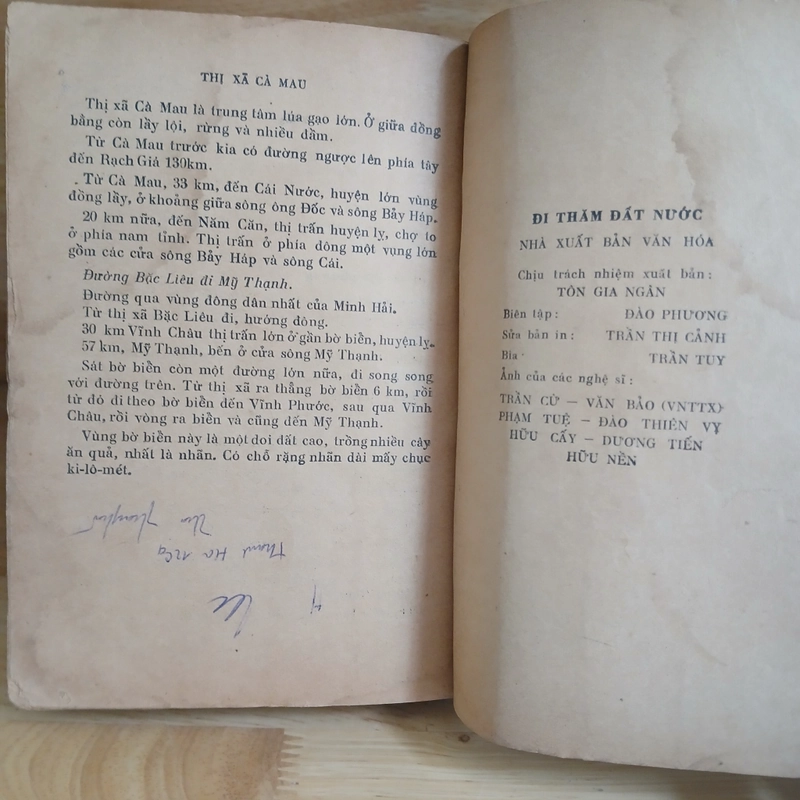 THỊ XÃ CÀ MAU
Thị xã Cà Mau là trung tâm lúa gạo lớn. Ở giữa đồng
bằng còn lầy lội, rừng và nhiều đầm.
Từ Cà Mau trước kia có đường ngược lên phía tây
đến Rạch Giá 130km.
Từ Cà Mau, 33 km, đến Cái Nước, huyện lớn vùng
đồng lầy, ở khoảng giữa sông ông Đốc và sông Bẩy Háp.
20 km nữa, đến Năm Căn, thị trấn huyện lỵ, chợ to
ở phía nam tỉnh. Thị trấn ở phía đông một vụng lớn
gồm các cửa sông Bẩy Háp và sông Cái.
Đường Bặc Liêu đi Mỹ Thạnh.
Đường qua vùng đông dân nhất của Minh Hải.
Từ thị xã Bặc Liêu đi, hướng đông.
30 km Vĩnh Châu thị trấn lớn ở gần bờ biển, huyện lỵ.
57 km, Mỹ Thạnh, bến ở cửa sông Mỹ Thạnh.
Sát bờ biển còn một đường lớn nữa, đi song song
với đường trên. Từ thị xã ra thẳng bờ biển 6 km, rồi
từ đó đi theo bờ biển đến Vĩnh Phước, sau qua Vĩnh
Châu, rồi vòng ra biển và cũng đến Mỹ Thạnh.
Vùng bờ biển này là một doi đất cao, trồng nhiều cây
ăn quả, nhất là nhãn. Có chỗ rặng nhãn dài mấy chục
ki-lô-mét.
ĐI THĂM ĐẤT NƯỚC
NHÀ XUẤT BẢN VĂN HÓA
Chịu trách nhiệm xuất bản:
TÔN GIA NGÂN
Biên tập: ĐÀO PHƯƠNG
Sửa bản in: TRẦN THỊ CẢNH
Bìa TRẦN TUY
Ảnh của các nghệ sĩ:
TRẦN CỪ — VĂN BẢO (VNTTX)
PHẠM TUỆ — ĐÀO THIÊN VỴ
HỮU CẤY — DƯƠNG TIẾN
HỮU NỀN